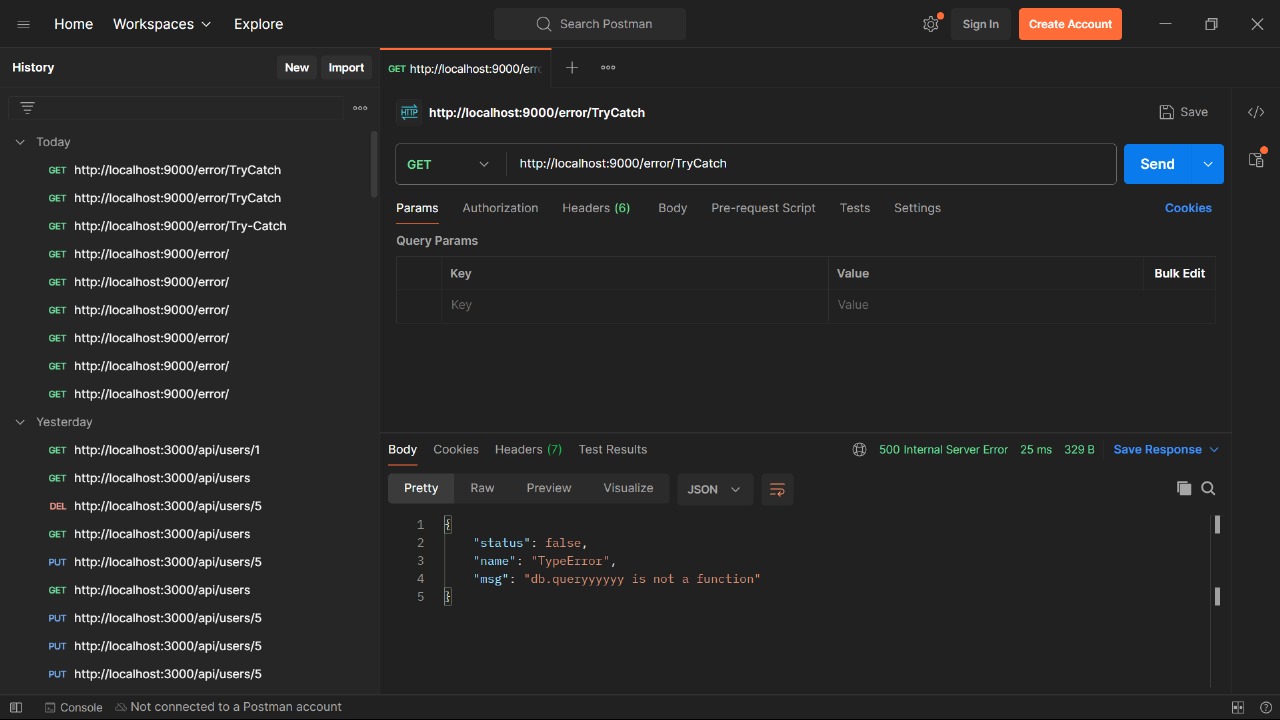 Home Workspaces Explore Search Postman Sign In Create Account
History New Import
GET http://localhost:9000/err
Today
GET http://localhost:9000/error/TryCatch
GET http://localhost:9000/error/TryCatch
GET http://localhost:9000/error/Try-Catch
GET http://localhost:9000/error/
GET http://localhost:9000/error/
GET http://localhost:9000/error/
GET http://localhost:9000/error/
GET http://localhost:9000/error/
GET http://localhost:9000/error/
Yesterday
GET http://localhost:3000/api/users/1
GET http://localhost:3000/api/users
DEL http://localhost:3000/api/users/5
GET http://localhost:3000/api/users
PUT http://localhost:3000/api/users/5
GET http://localhost:3000/api/users
PUT http://localhost:3000/api/users/5
PUT http://localhost:3000/api/users/5
PUT http://localhost:3000/api/users/5
HTTP http://localhost:9000/error/TryCatch Save </>
GET http://localhost:9000/error/TryCatch Send
Params Authorization Headers (6) Body Pre-request Script Tests Settings Cookies
Query Params
Key Value Bulk Edit
Key Value
Body Cookies Headers (7) Test Results 500 Internal Server Error 25 ms 329 B Save Response
Pretty Raw Preview Visualize JSON
1 {
2 "status": false,
3 "name": "TypeError",
4 "msg": "db.queryyyyyy is not a function"
5 }
Console Not connected to a Postman account